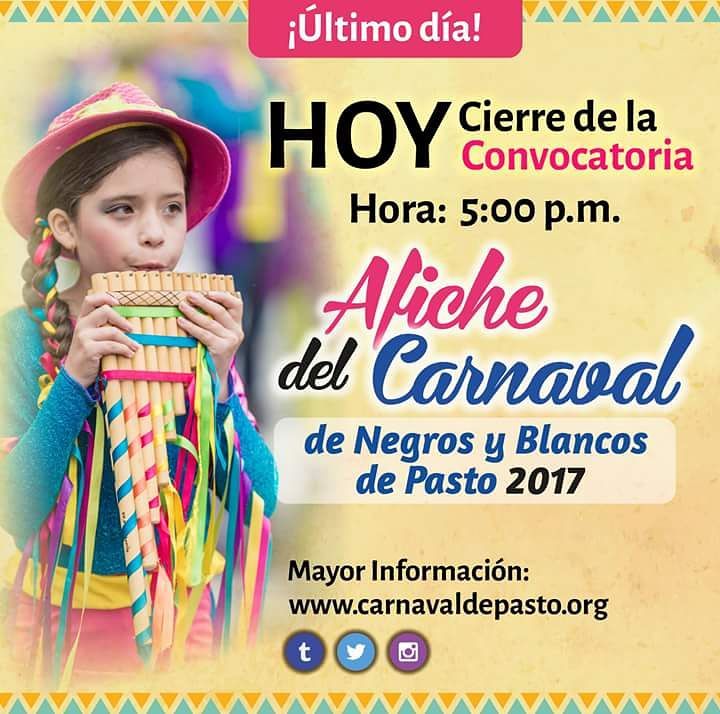 ¡Último día!
HOY Cierre de la
Convocatoria
Hora: 5:00 p.m.
Afiche
del Carnaval
de Negros y Blancos
de Pasto 2017
Mayor Información:
www.carnavaldepasto.org